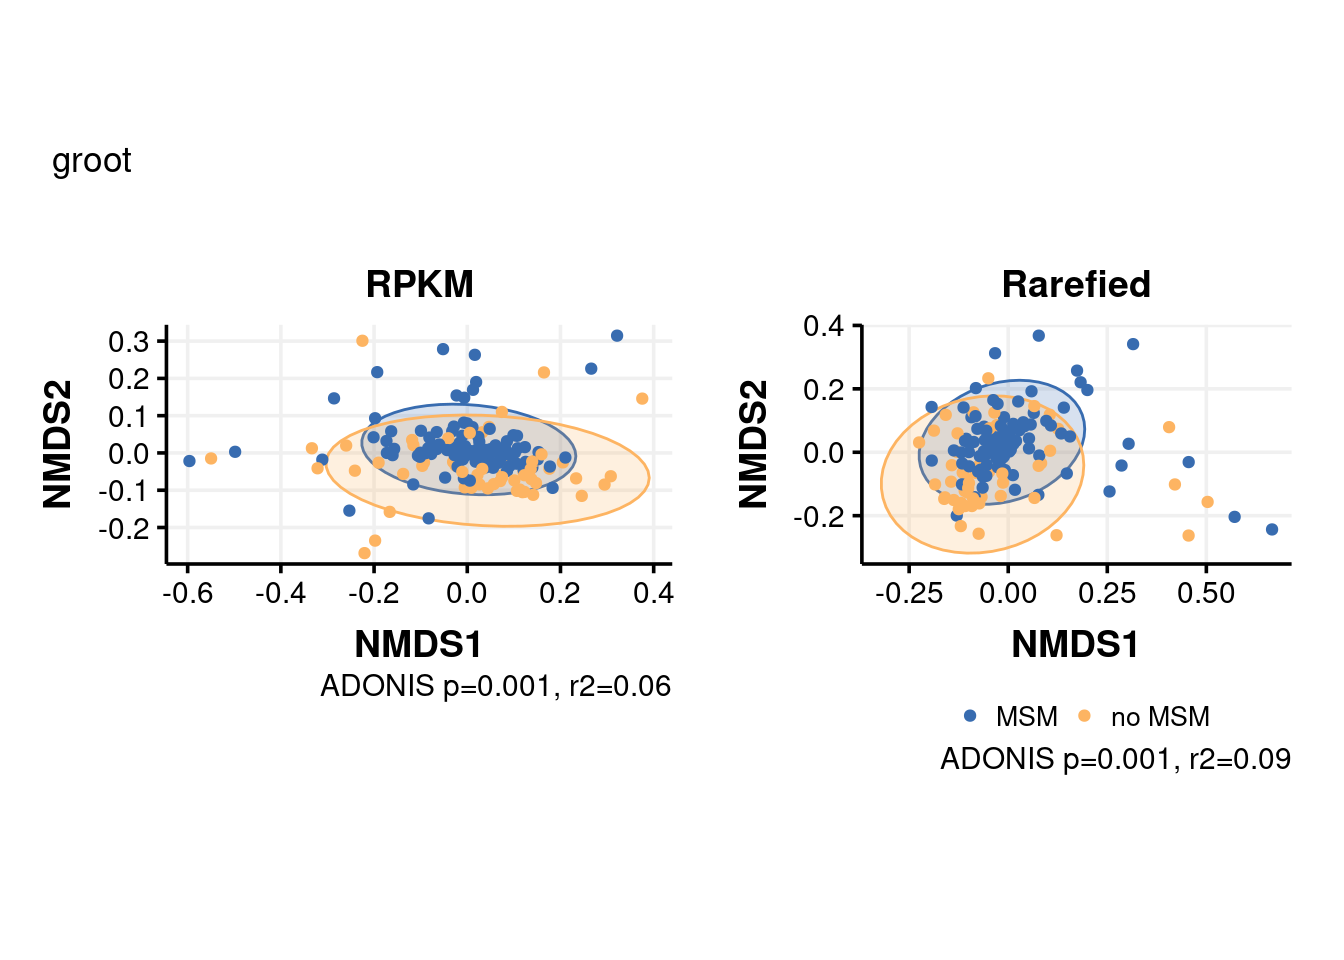 groot
RPKM
NMDS2
0.3
0.2
0.1
0.0
-0.1
-0.2
-0.6 -0.4 -0.2 0.0 0.2 0.4
NMDS1
ADONIS p=0.001, r2=0.06
Rarefied
NMDS2
0.4
0.2
0.0
-0.2
-0.25 0.00 0.25 0.50
NMDS1
MSM no MSM
ADONIS p=0.001, r2=0.09